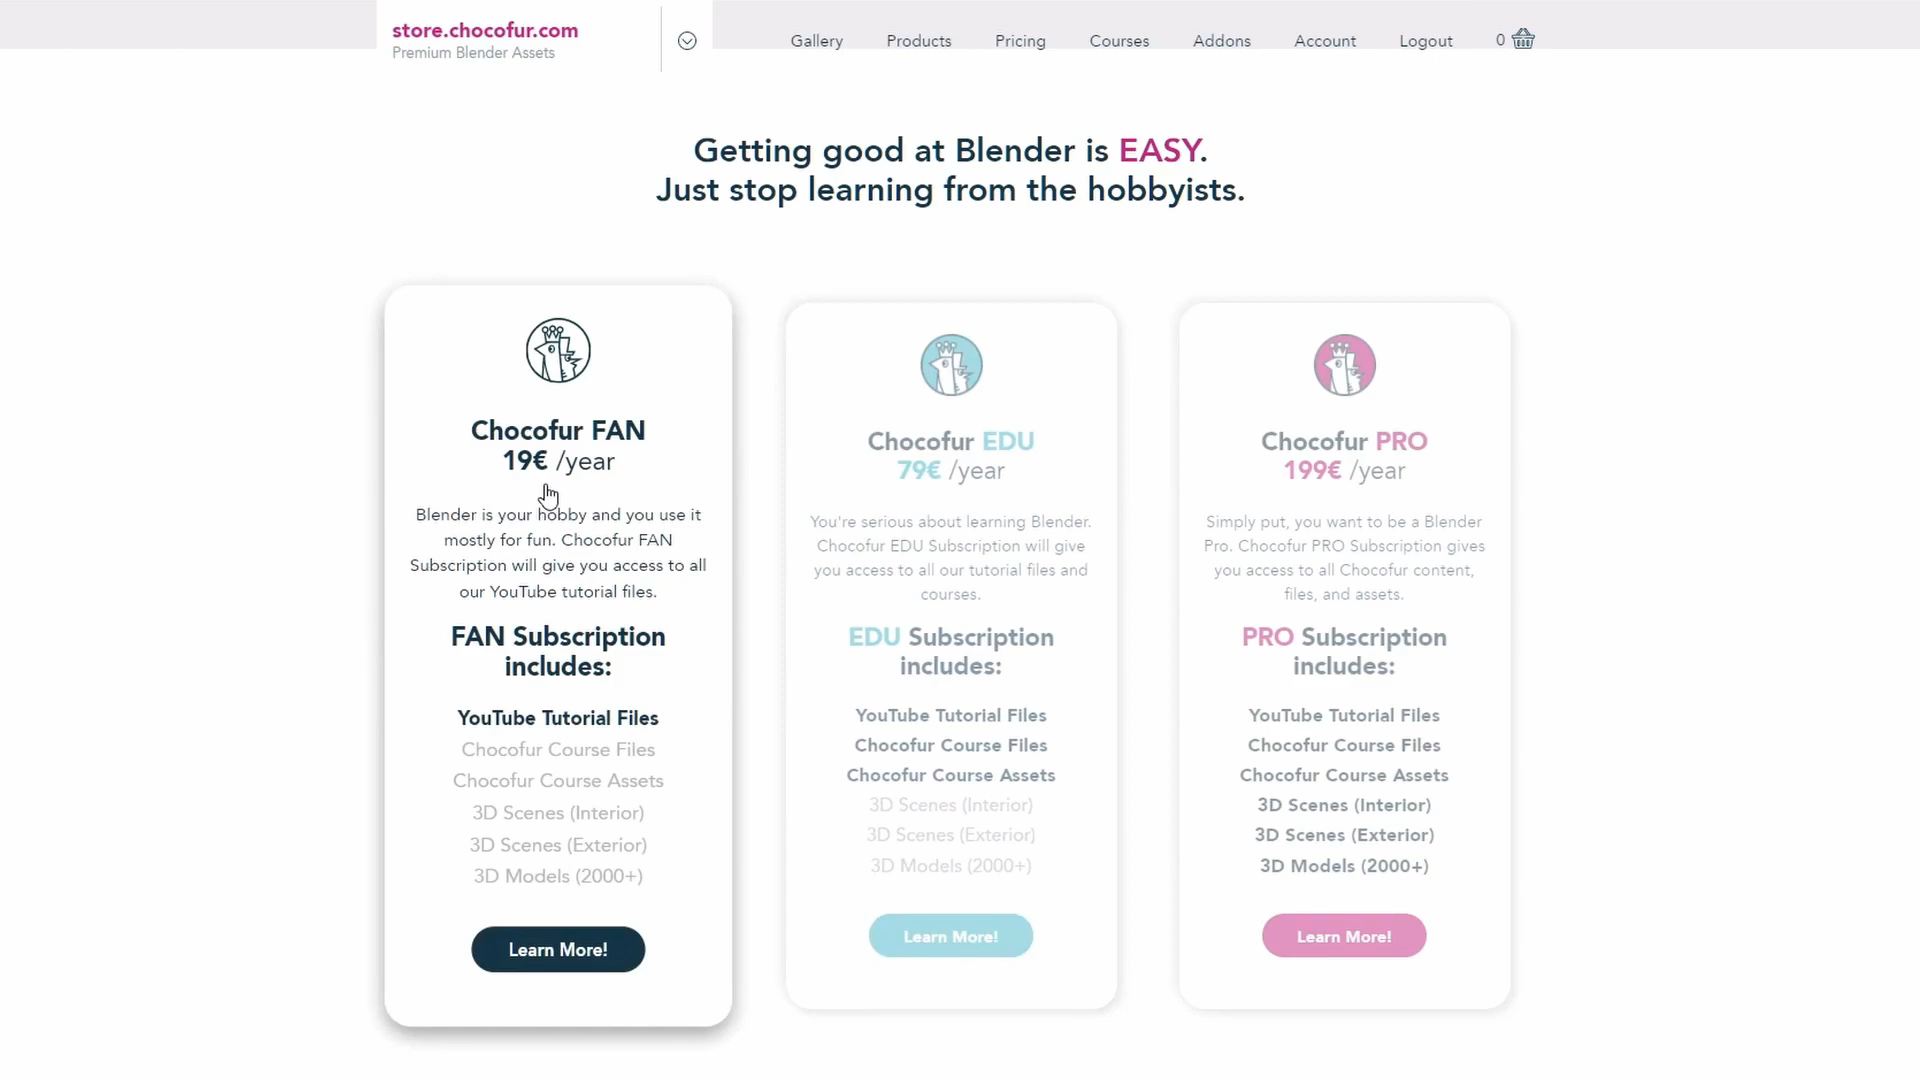 store.chocofur.com
Premium Blender Assets
Gallery
Products
Pricing
Courses
Addons
Account
Logout
0
Getting good at Blender is EASY.
Just stop learning from the hobbyists.
Chocofur FAN
19€ /year
Blender is your hobby and you use it
mostly for fun. Chocofur FAN
Subscription will give you access to all
our YouTube tutorial files.
FAN Subscription
includes:
YouTube Tutorial Files
Chocofur Course Files
Chocofur Course Assets
3D Scenes (Interior)
3D Scenes (Exterior)
3D Models (2000+)
Learn More!
Chocofur EDU
79€ /year
You're serious about learning Blender.
Chocofur EDU Subscription will give
you access to all our tutorial files and
courses.
EDU Subscription
includes:
YouTube Tutorial Files
Chocofur Course Files
Chocofur Course Assets
3D Scenes (Interior)
3D Scenes (Exterior)
3D Models (2000+)
Learn More!
Chocofur PRO
199€ /year
Simply put, you want to be a Blender
Pro. Chocofur PRO Subscription gives
you access to all Chocofur content,
files, and assets.
PRO Subscription
includes:
YouTube Tutorial Files
Chocofur Course Files
Chocofur Course Assets
3D Scenes (Interior)
3D Scenes (Exterior)
3D Models (2000+)
Learn More!